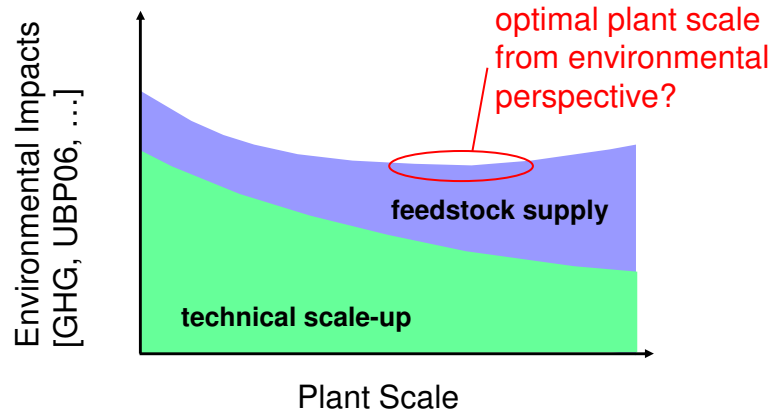 optimal plant scale
from environmental
perspective?
Environmental Impacts
[GHG, UBP06, …]
feedstock supply
technical scale-up
Plant Scale